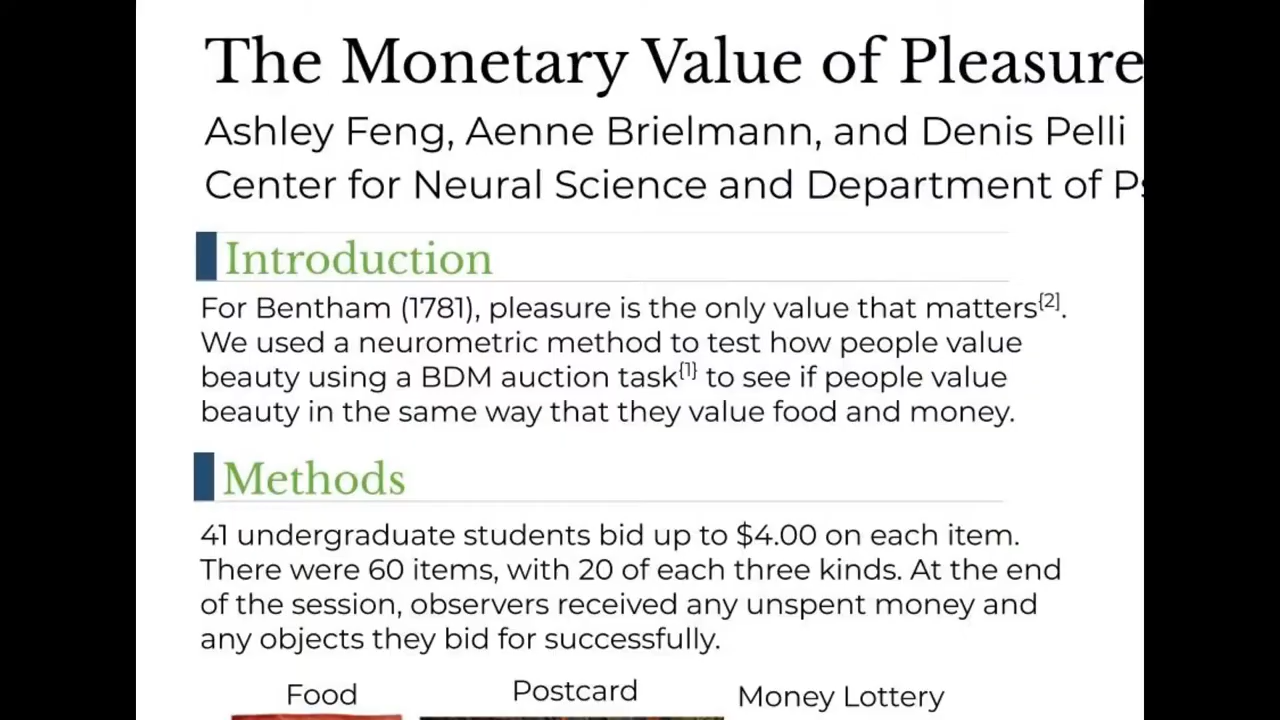 The Monetary Value of Pleasure
Ashley Feng, Aenne Brielmann, and Denis Pelli
Center for Neural Science and Department of
Introduction
For Bentham (1781), pleasure is the only value that matters{2].
We used a neurometric method to test how people value
beauty using a BDM auction task{1} to see if people value
beauty in the same way that they value food and money.
Methods
41 undergraduate students bid up to $4.00 on each item.
There were 60 items, with 20 of each three kinds. At the end
of the session, observers received any unspent money and
any objects they bid for successfully.
Food Postcard Money Lottery